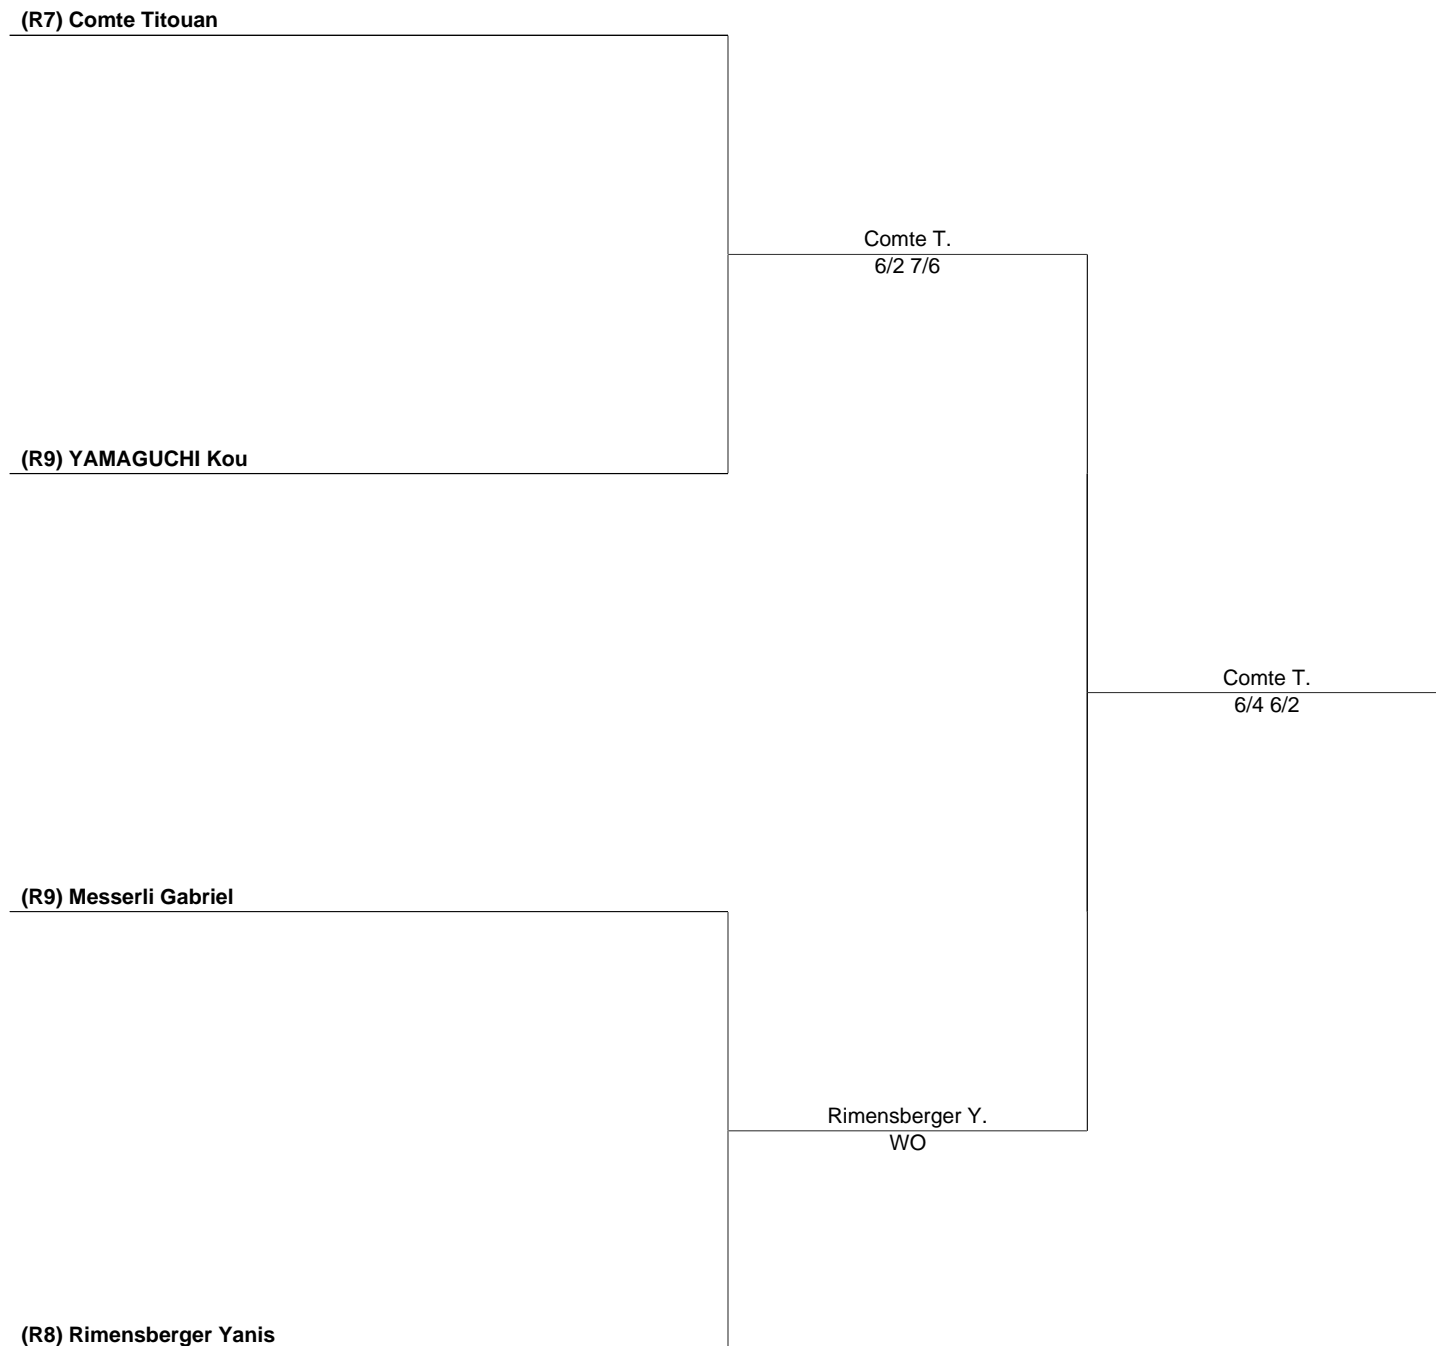 (R7) Comte Titouan
Comte T.
6/2 7/6
(R9) YAMAGUCHI Kou
Comte T.
6/4 6/2
(R9) Messerli Gabriel
Rimensberger Y.
WO
(R8) Rimensberger Yanis